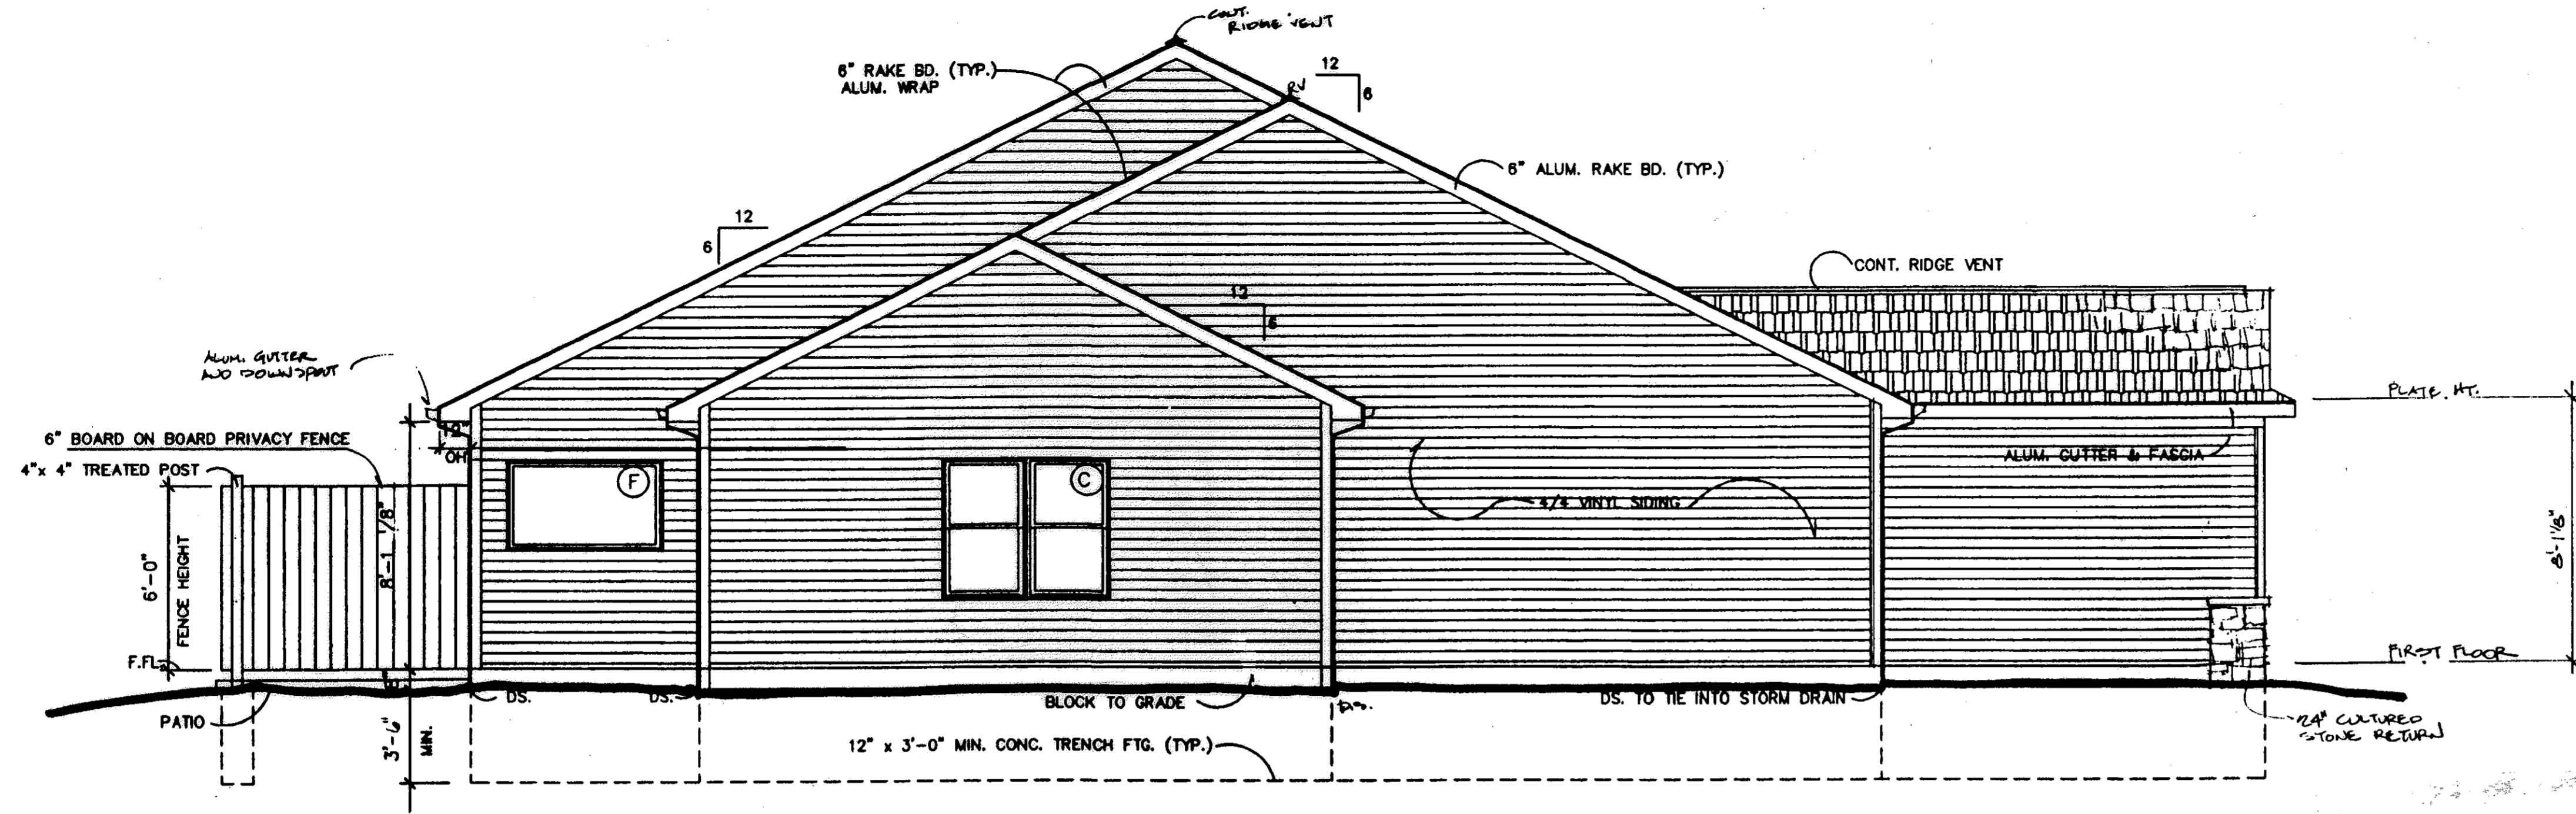 CONT.
RIDGE VENT
6" RAKE BD. (TYP.)
ALUM. WRAP
12
6
RV
6" ALUM. RAKE BD. (TYP.)
12
6
CONT. RIDGE VENT
12
6
ALUM. GUTTER
AND DOWNSPOUT
PLATE HT.
12"
OH
6" BOARD ON BOARD PRIVACY FENCE
4"x 4" TREATED POST
F
C
ALUM. GUTTER & FASCIA
4/4 VINYL SIDING
6'-0"
FENCE HEIGHT
8'-1 1/8"
8'-1 1/8"
F.FL.
FIRST FLOOR
PATIO
DS.
DS.
BLOCK TO GRADE
D.S.
DS. TO TIE INTO STORM DRAIN
24" CULTURED
STONE RETURN
3'-6"
MIN.
12" x 3'-0" MIN. CONC. TRENCH FTG. (TYP.)